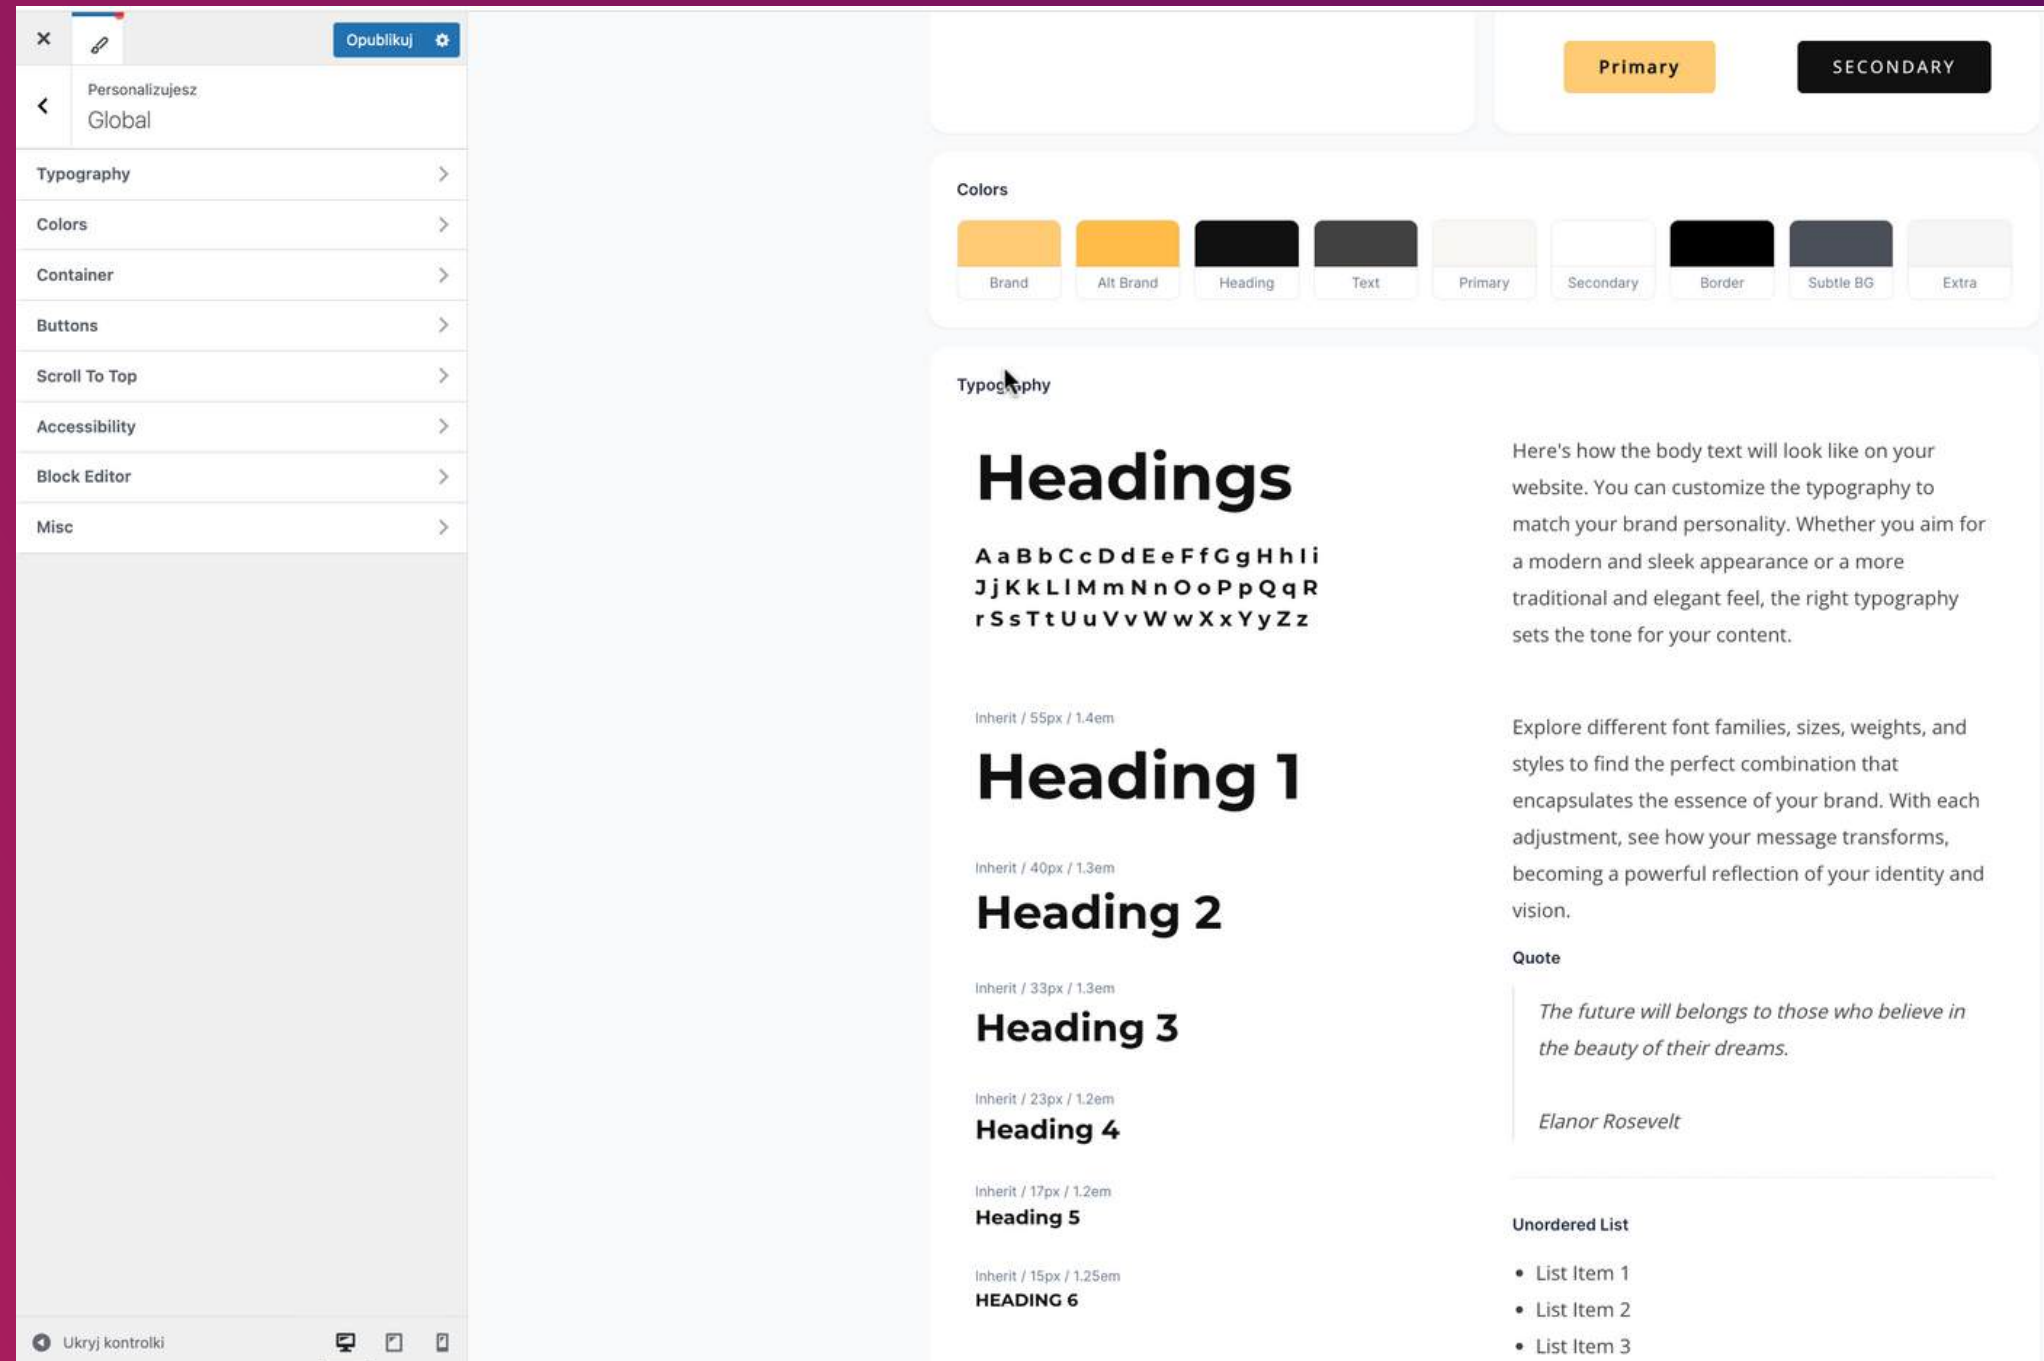 Opublikuj
Personalizujesz
Global
Typography
Colors
Container
Buttons
Scroll To Top
Accessibility
Block Editor
Misc
Ukryj kontrolki
Primary
SECONDARY
Colors
Brand
Alt Brand
Heading
Text
Primary
Secondary
Border
Subtle BG
Extra
Typography
Headings
AaBbCcDdEeFfGgHhIi
JjKkLlMmNnOoPpQqR
rSsTtUuVvWwXxYyZz
Inherit / 55px / 1.4em
Heading 1
Inherit / 40px / 1.3em
Heading 2
Inherit / 33px / 1.3em
Heading 3
Inherit / 23px / 1.2em
Heading 4
Inherit / 17px / 1.2em
Heading 5
Inherit / 15px / 1.25em
HEADING 6
Here's how the body text will look like on your
website. You can customize the typography to
match your brand personality. Whether you aim for
a modern and sleek appearance or a more
traditional and elegant feel, the right typography
sets the tone for your content.
Explore different font families, sizes, weights, and
styles to find the perfect combination that
encapsulates the essence of your brand. With each
adjustment, see how your message transforms,
becoming a powerful reflection of your identity and
vision.
Quote
The future will belongs to those who believe in
the beauty of their dreams.
Elanor Rosevelt
Unordered List
• List Item 1
• List Item 2
• List Item 3